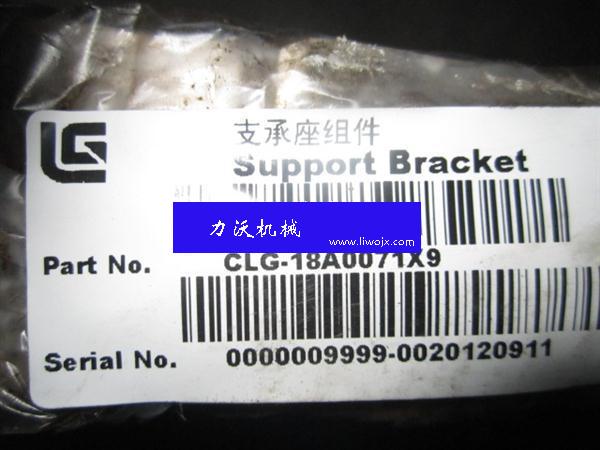 LG
支承座组件
Support Bracket
力沃机械
www.liwojx.com
Part No. CLG-18A0071X9
Serial No. 0000009999-0020120911